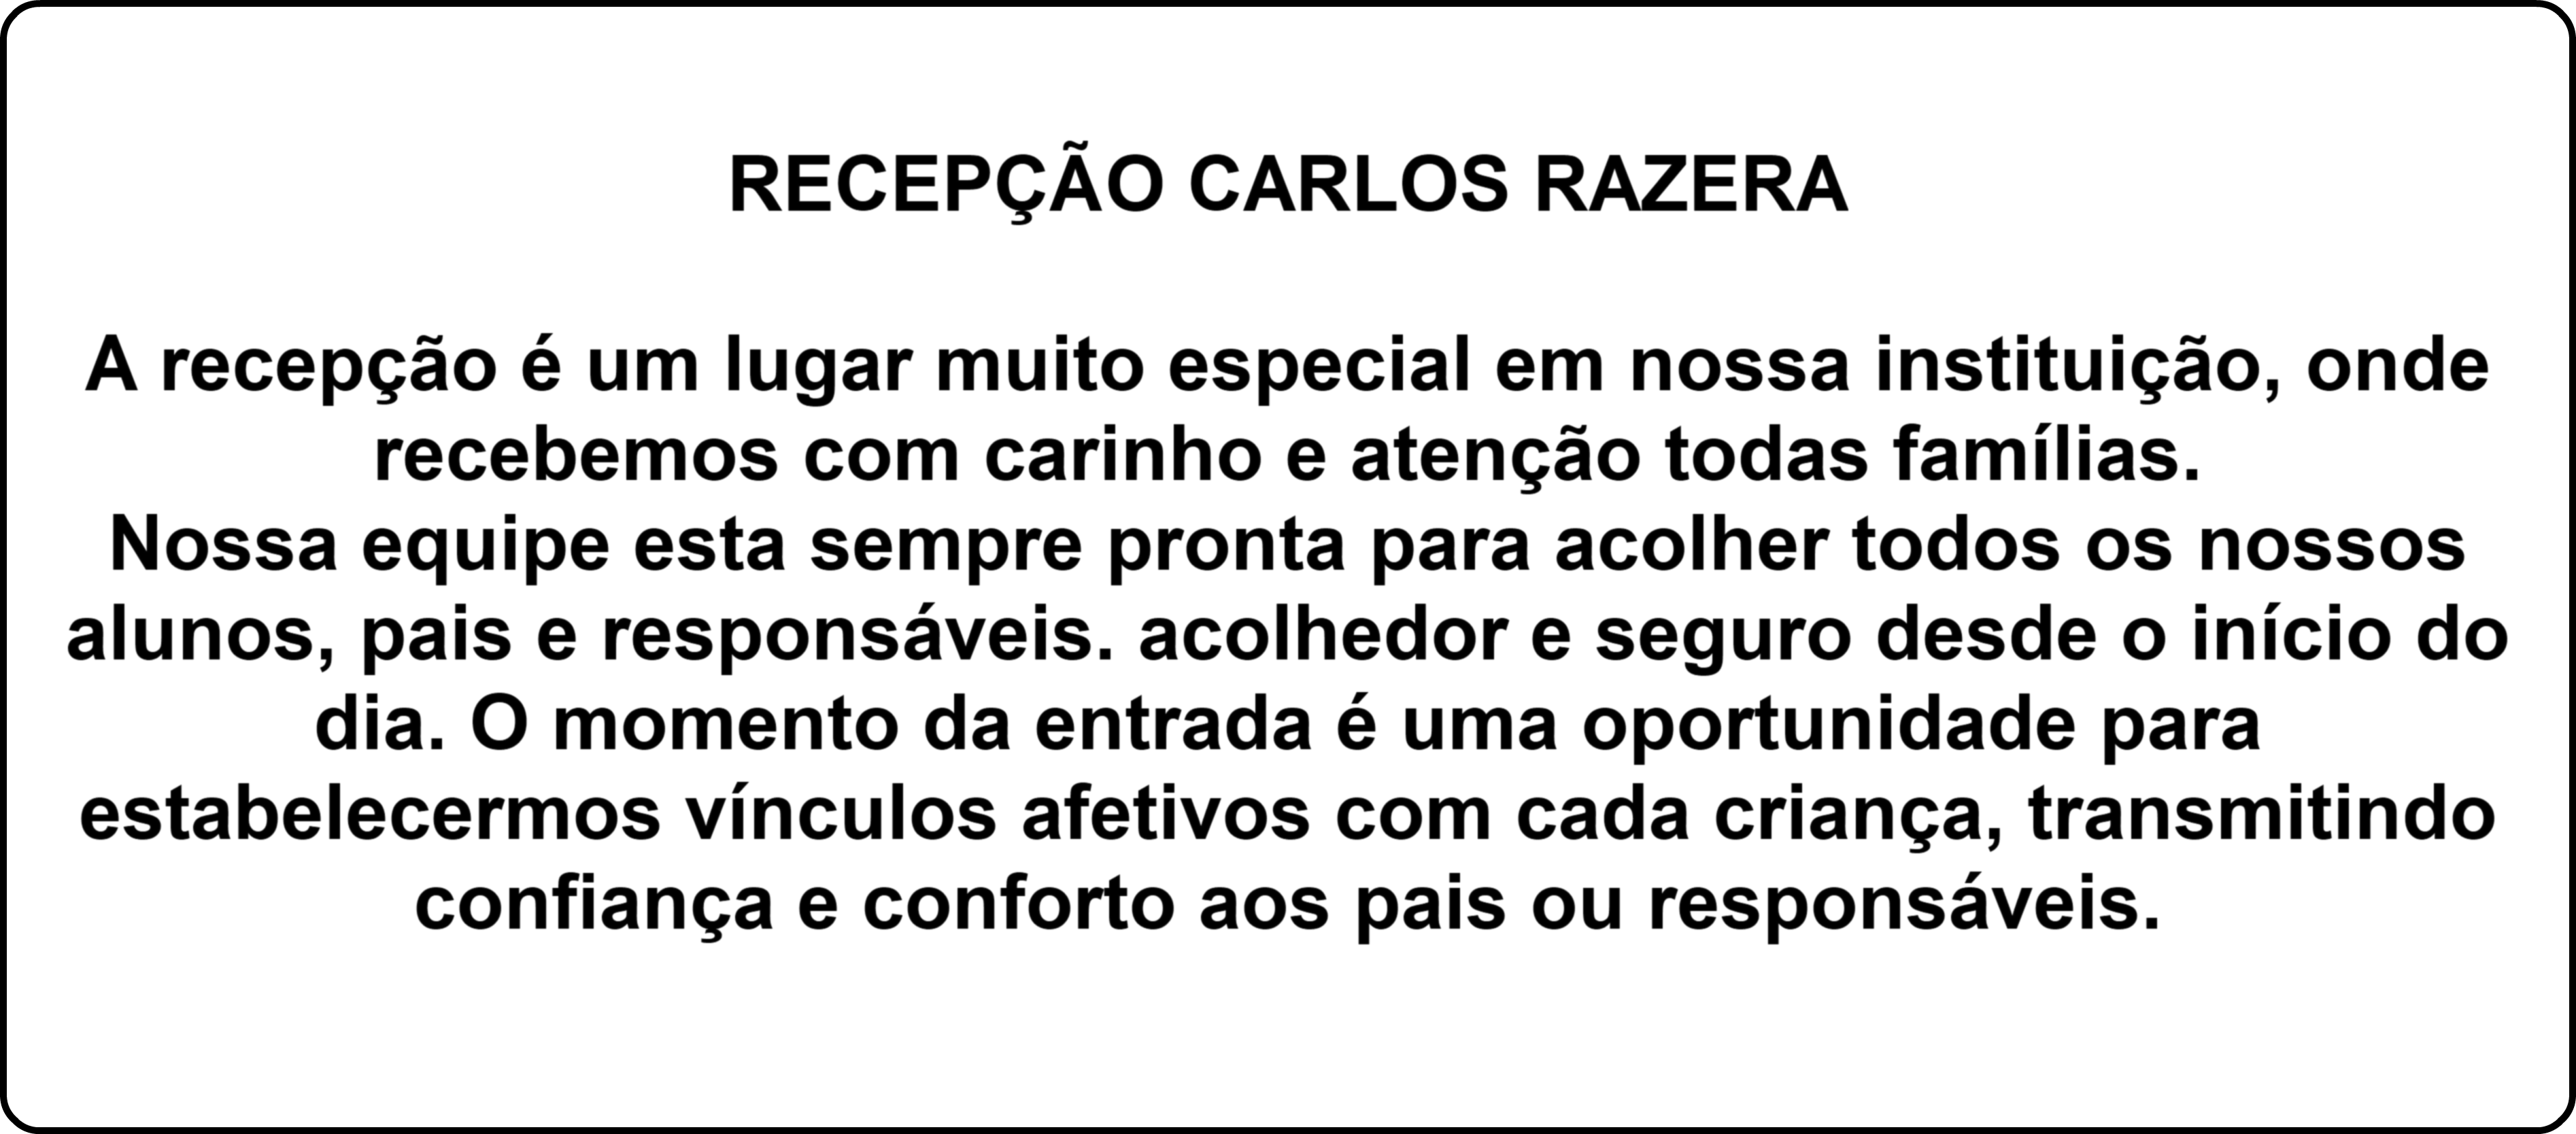 RECEPÇÃO CARLOS RAZERA
A recepção é um lugar muito especial em nossa instituição, onde
recebemos com carinho e atenção todas famílias.
Nossa equipe esta sempre pronta para acolher todos os nossos
alunos, pais e responsáveis. acolhedor e seguro desde o início do
dia. O momento da entrada é uma oportunidade para
estabelecermos vínculos afetivos com cada criança, transmitindo
confiança e conforto aos pais ou responsáveis.